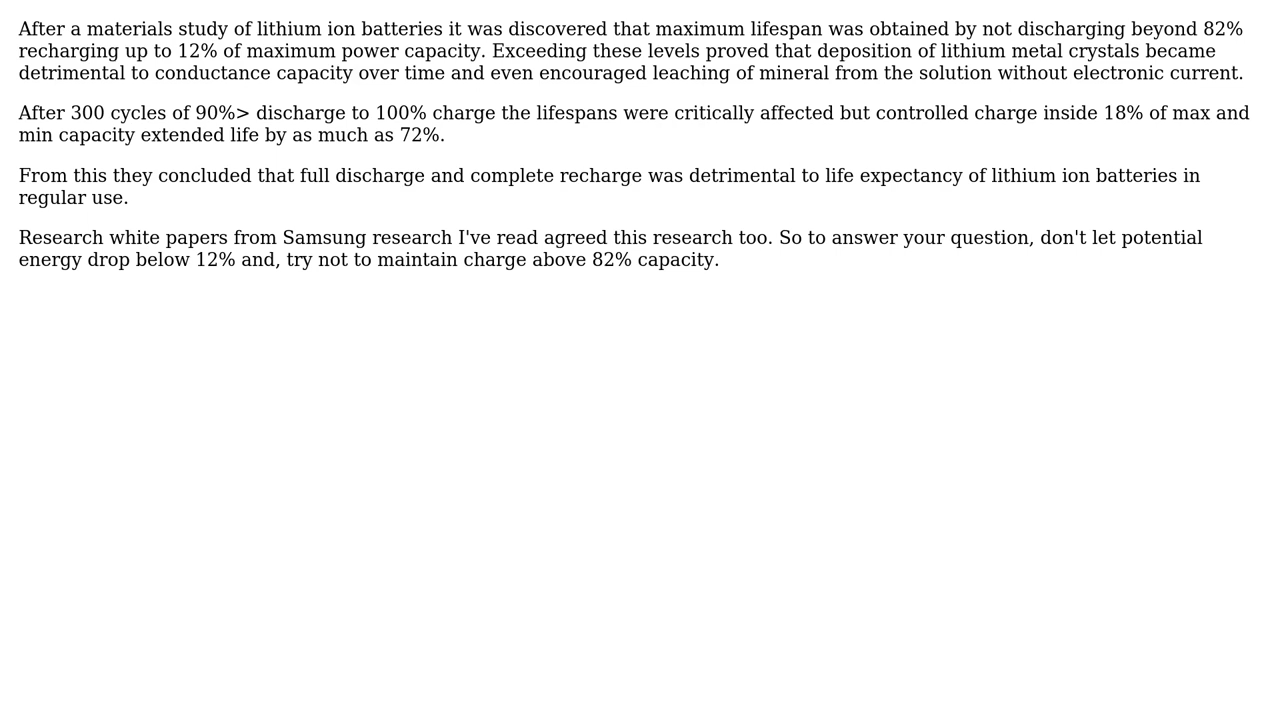 After a materials study of lithium ion batteries it was discovered that maximum lifespan was obtained by not discharging beyond 82%
recharging up to 12% of maximum power capacity. Exceeding these levels proved that deposition of lithium metal crystals became
detrimental to conductance capacity over time and even encouraged leaching of mineral from the solution without electronic current.
After 300 cycles of 90%> discharge to 100% charge the lifespans were critically affected but controlled charge inside 18% of max and
min capacity extended life by as much as 72%.
From this they concluded that full discharge and complete recharge was detrimental to life expectancy of lithium ion batteries in
regular use.
Research white papers from Samsung research I've read agreed this research too. So to answer your question, don't let potential
energy drop below 12% and, try not to maintain charge above 82% capacity.